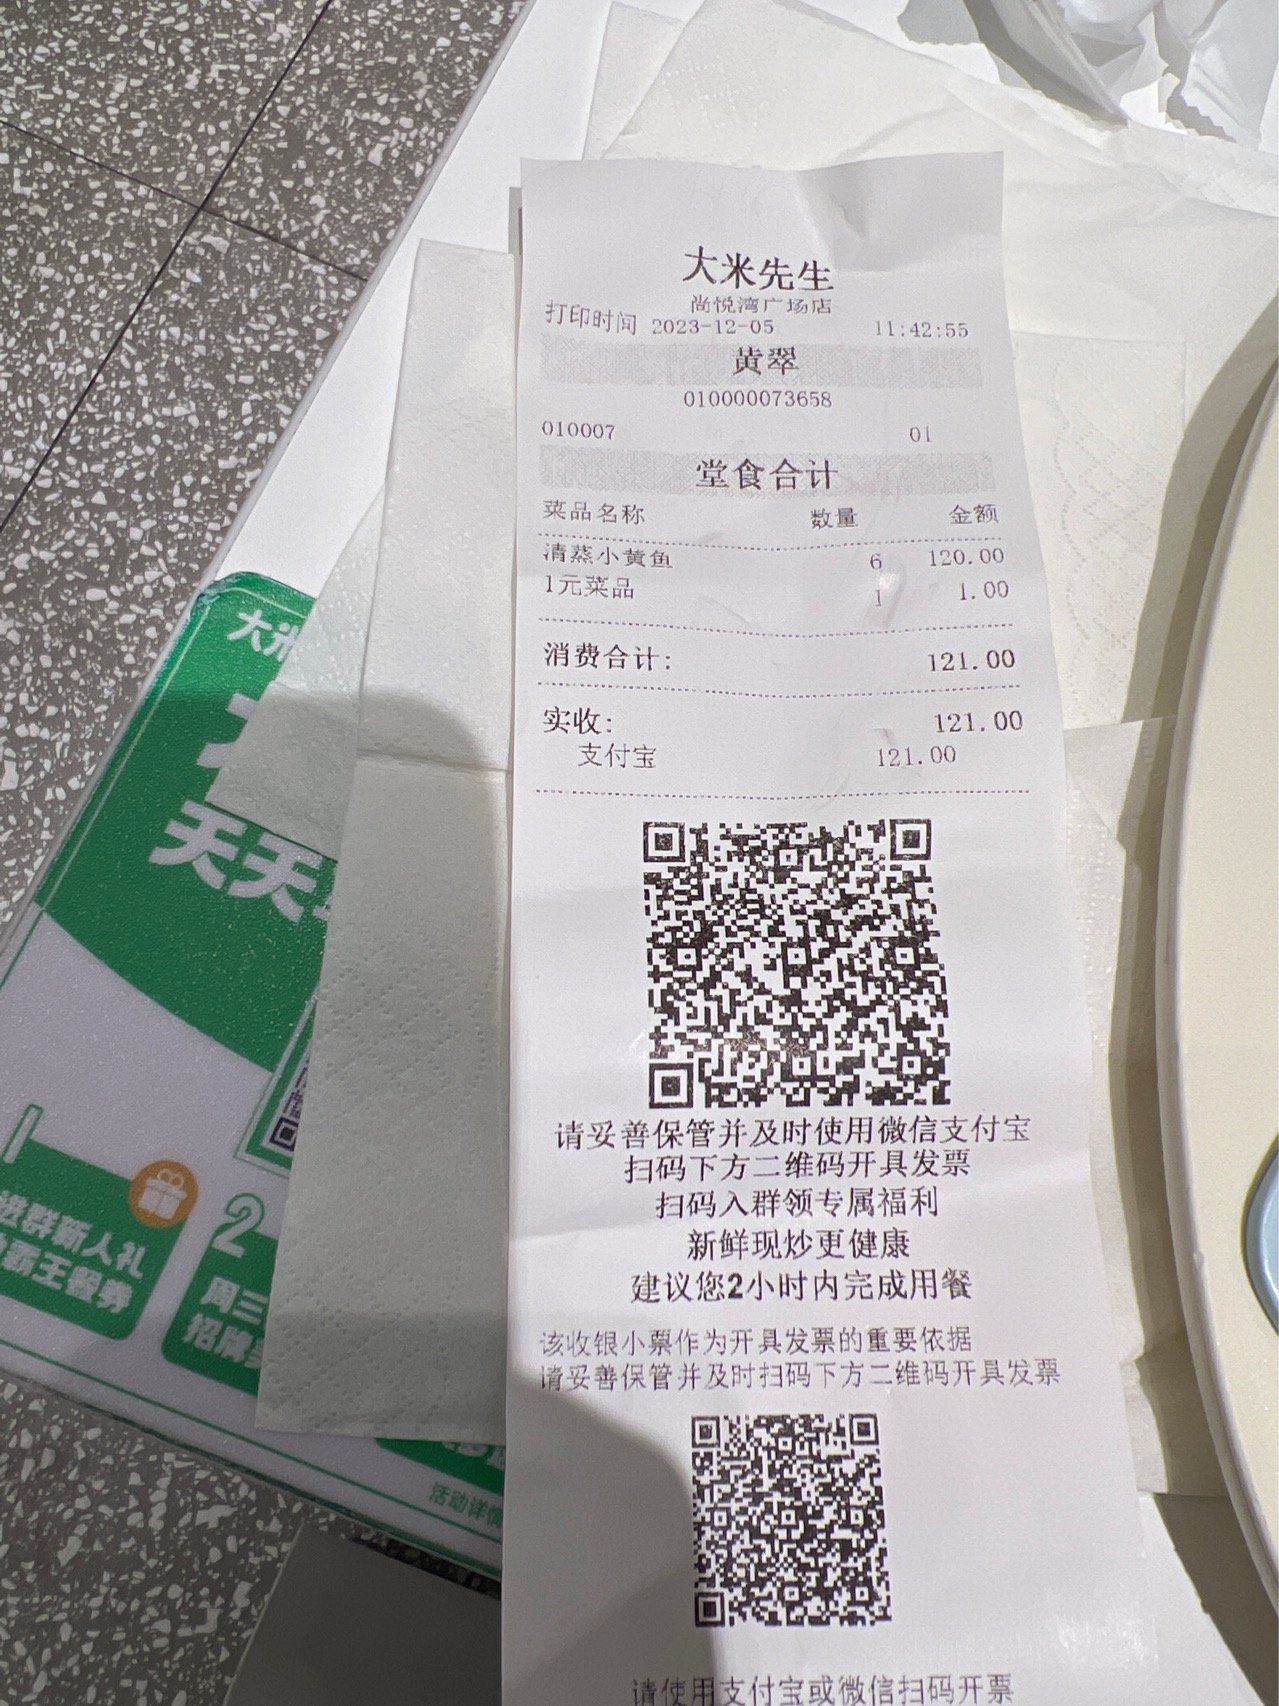 大米先生
尚悦湾广场店
打印时间 2023-12-05 11:42:55
黄翠
010000073658
010007 01
堂食合计
菜品名称 数量 金额
清蒸小黄鱼 6 120.00
1元菜品 1 1.00
消费合计: 121.00
实收: 121.00
支付宝 121.00
请妥善保管并及时使用微信支付宝
扫码下方二维码开具发票
扫码入群领专属福利
新鲜现炒更健康
建议您2小时内完成用餐
该收银小票作为开具发票的重要依据
请妥善保管并及时扫码下方二维码开具发票
请使用支付宝或微信扫码开票
大米
天天
1
进群新人礼
霸王餐券
2
周三
招牌
活动详情